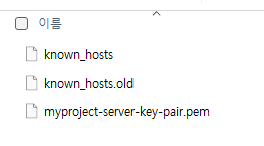 이름
known_hosts
known_hosts.old
myproject-server-key-pair.pem